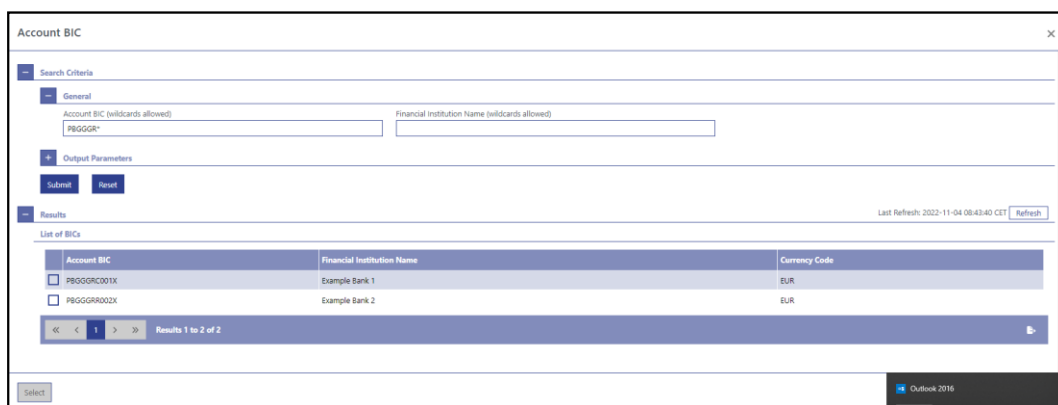 Account BIC
Search Criteria
General
Account BIC (wildcards allowed) Financial Institution Name (wildcards allowed)
PBGGGR*
Output Parameters
Submit Reset
Results Last Refresh: 2022-11-04 08:43:40 CET Refresh
List of BICs
Account BIC Financial Institution Name Currency Code
PBGGGRC001X Example Bank 1 EUR
PBGGGRR002X Example Bank 2 EUR
« < 1 > » Results 1 to 2 of 2
Select
Outlook 2016